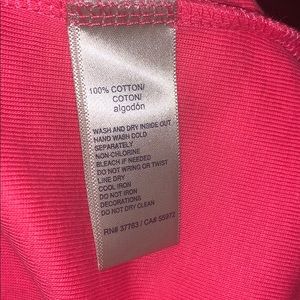 100% COTTON/
COTON/
algodón
WASH AND DRY INSIDE OUT
HAND WASH COLD
SEPARATELY
NON-CHLORINE
BLEACH IF NEEDED
DO NOT WRING OR TWIST
LINE DRY
COOL IRON
DO NOT IRON
DECORATIONS
DO NOT DRY CLEAN
RN# 37763 / CA# 55972